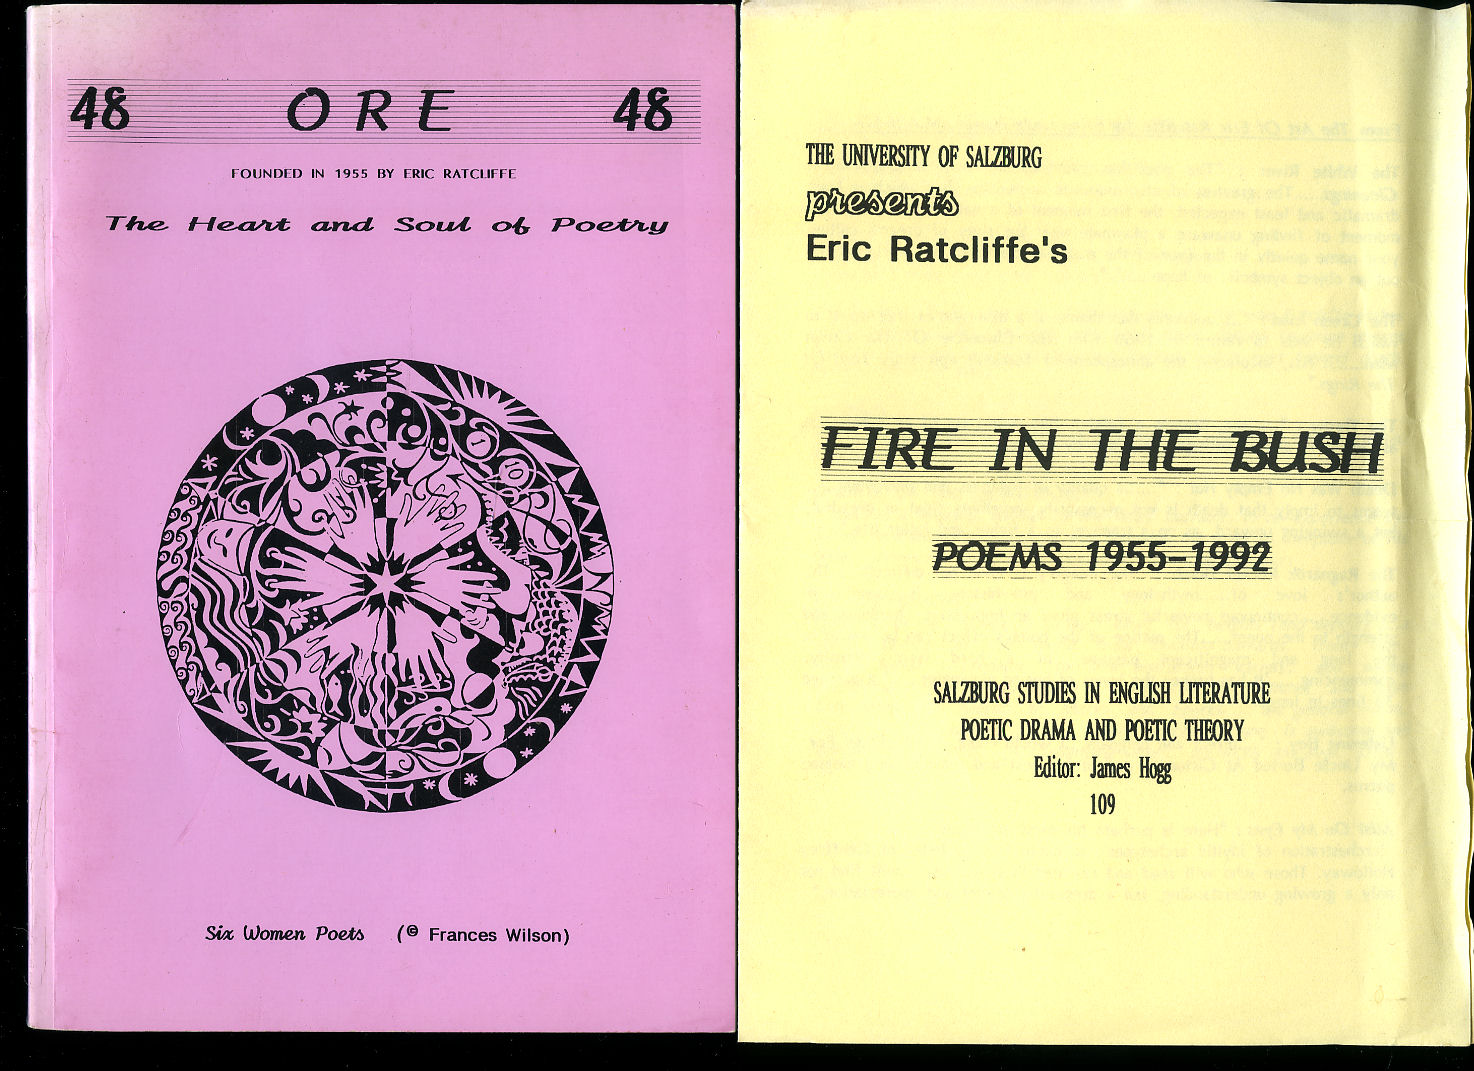 48 ORE 48
FOUNDED IN 1955 BY ERIC RATCLIFFE
The Heart and Soul of Poetry
Six Women Poets (© Frances Wilson)
THE UNIVERSITY OF SALZBURG
presents
Eric Ratcliffe's
FIRE IN THE BUSH
POEMS 1955-1992
SALZBURG STUDIES IN ENGLISH LITERATURE
POETIC DRAMA AND POETIC THEORY
Editor: James Hogg
109